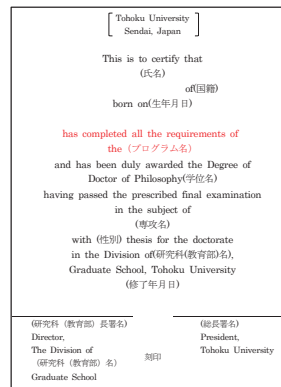 Tohoku University
Sendai, Japan
This is to certify that
(氏名)
of(国籍)
born on(生年月日)
has completed all the requirements of
the（プログラム名）
and has been duly awarded the Degree of
Doctor of Philosophy(学位名)
having passed the prescribed final examination
in the subject of
(専攻名)
with (性別) thesis for the doctorate
in the Division of(研究科(教育部)名),
Graduate School, Tohoku University
(修了年月日)
(研究科（教育部）長署名)
Director,
The Division of
（研究科（教育部）名）
Graduate School
刻印
(総長署名)
President,
Tohoku University